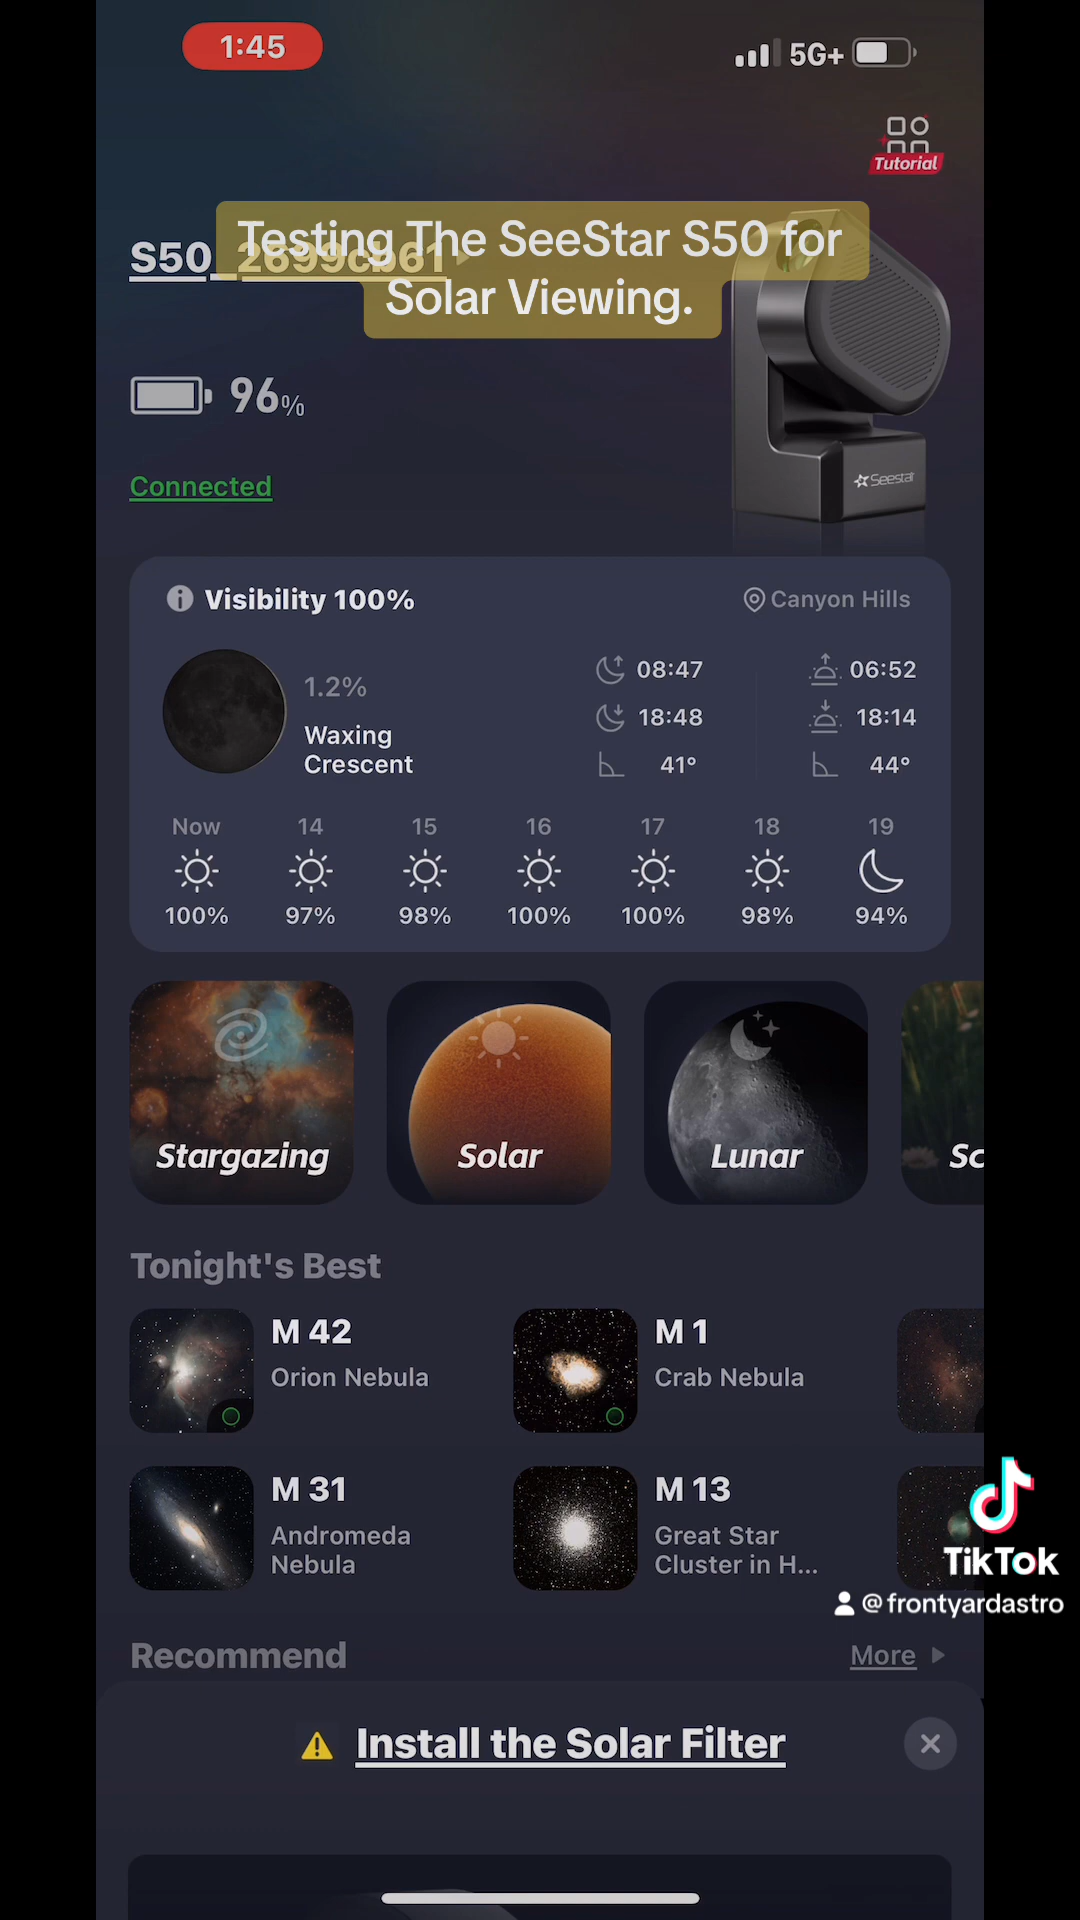 1:45
5G+
Tutorial
Testing The SeeStar S50 for
Solar Viewing.
S50_2699cb61
96%
Connected
Seestar
Visibility 100%
Canyon Hills
1.2%
Waxing
Crescent
08:47
18:48
41°
06:52
18:14
44°
Now 14 15 16 17 18 19
100% 97% 98% 100% 100% 98% 94%
Stargazing
Solar
Lunar
Sc
Tonight's Best
M 42
Orion Nebula
M 1
Crab Nebula
M 31
Andromeda
Nebula
M 13
Great Star
Cluster in H...
TikTok
@frontyardastro
Recommend
More
Install the Solar Filter